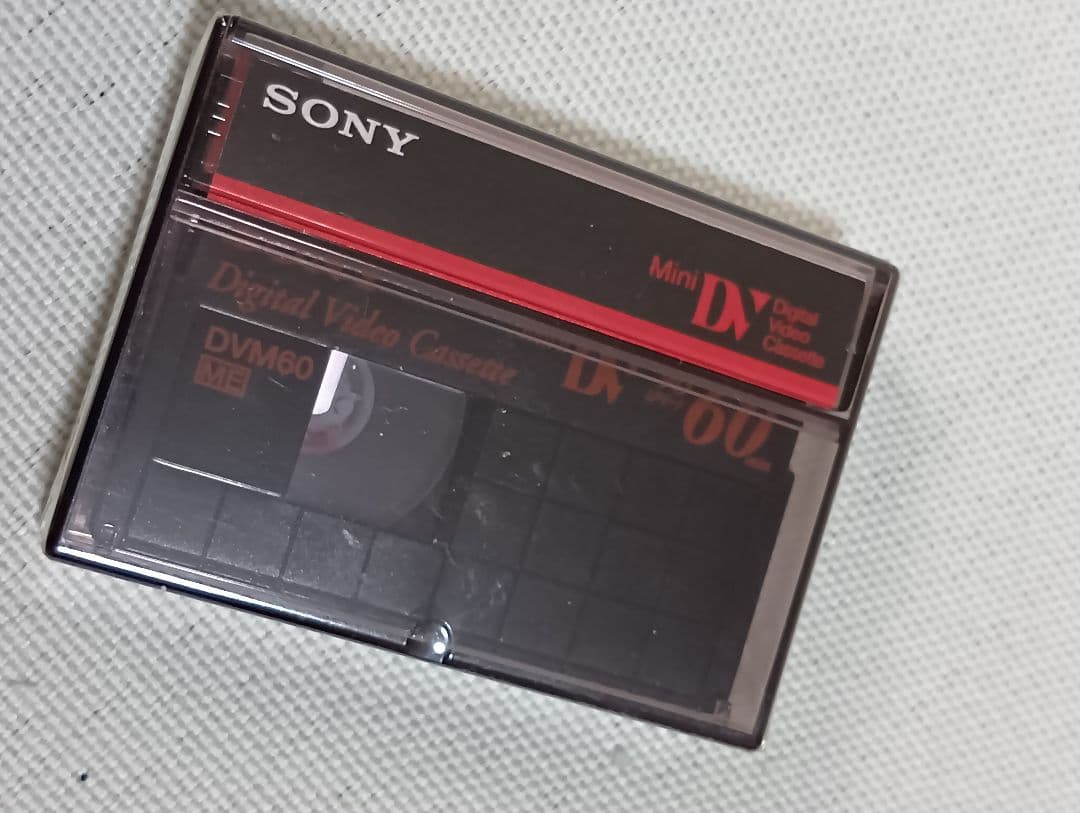 SONY
Mini DV Digital
Video
Cassette
Digital Video Cassette
DV
60
DVM60
ME